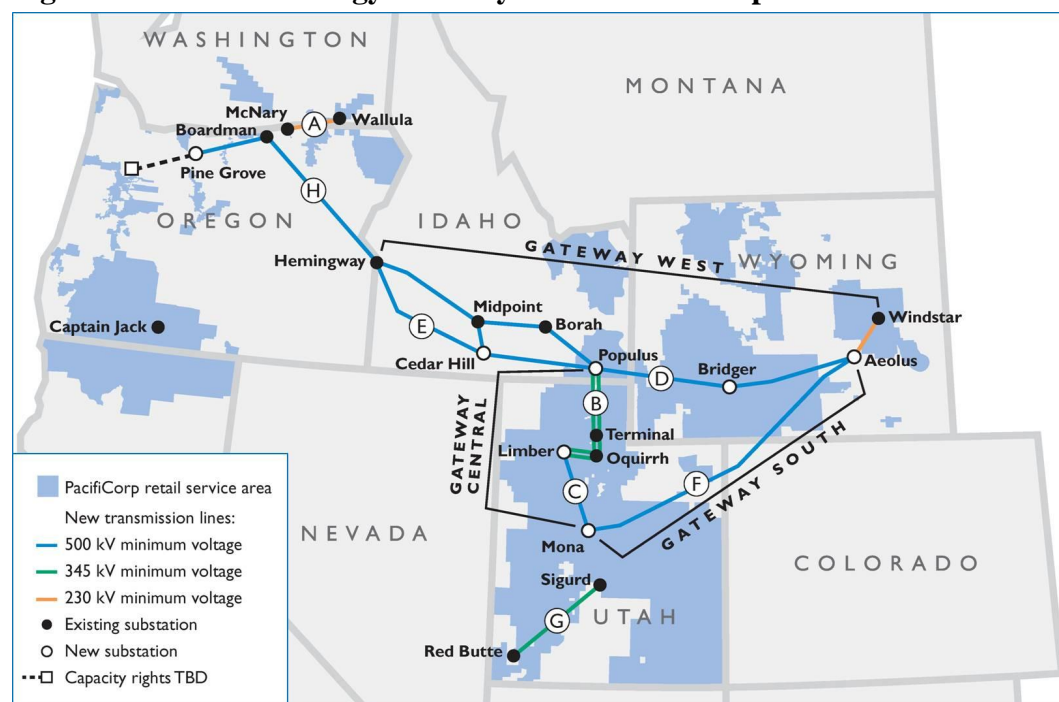 WASHINGTON
MONTANA
McNary
A
Wallula
Boardman
Pine Grove
H
OREGON
IDAHO
GATEWAY WEST
WYOMING
Hemingway
Midpoint
Windstar
Captain Jack
E
Borah
Cedar Hill
Populus
Bridger
Aeolus
D
B
GATEWAY
CENTRAL
Terminal
Limber
Oquirrh
GATEWAY SOUTH
C
F
PacifiCorp retail service area
New transmission lines:
500 kV minimum voltage
345 kV minimum voltage
230 kV minimum voltage
Existing substation
New substation
Capacity rights TBD
NEVADA
Mona
COLORADO
Sigurd
G
UTAH
Red Butte